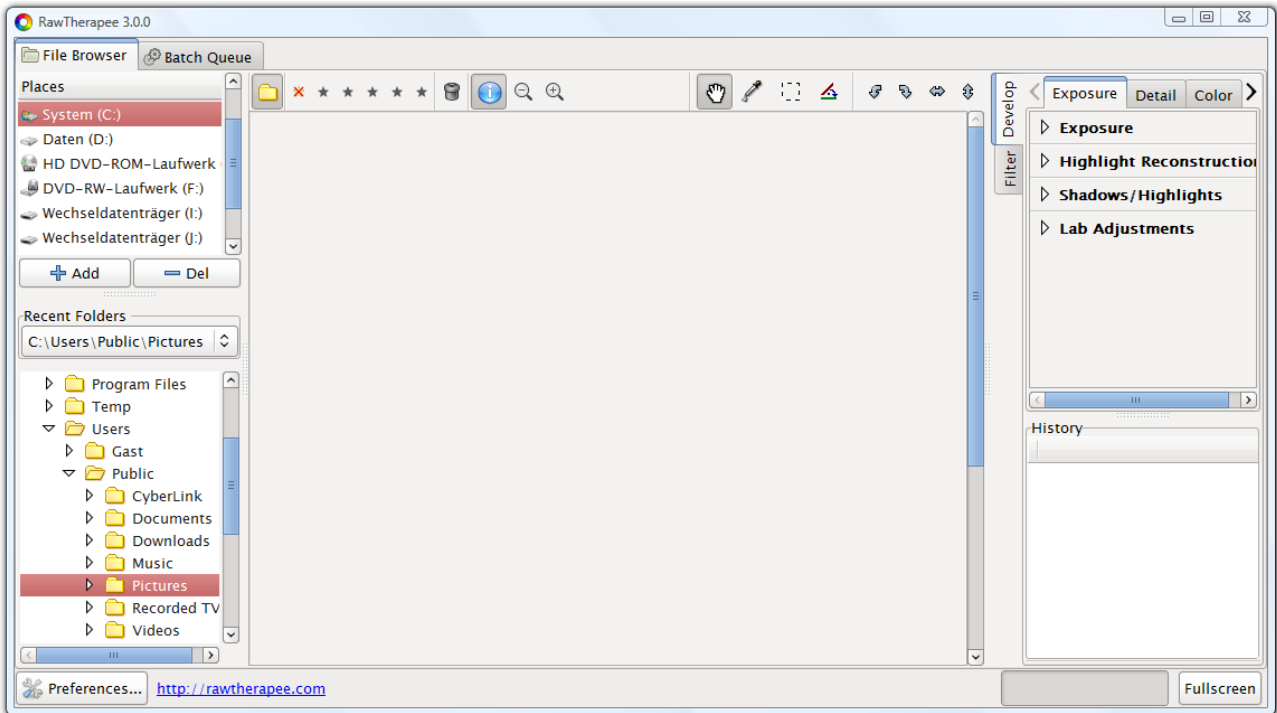 RawTherapee 3.0.0
File Browser
Batch Queue
Places
System (C:)
Daten (D:)
HD DVD-ROM-Laufwerk
DVD-RW-Laufwerk (F:)
Wechseldatenträger (I:)
Wechseldatenträger (J:)
Add
Del
Recent Folders
C:\Users\Public\Pictures
Program Files
Temp
Users
Gast
Public
CyberLink
Documents
Downloads
Music
Pictures
Recorded TV
Videos
Preferences...
http://rawtherapee.com
Develop
Filter
Exposure
Detail
Color
Exposure
Highlight Reconstruction
Shadows/Highlights
Lab Adjustments
History
Fullscreen